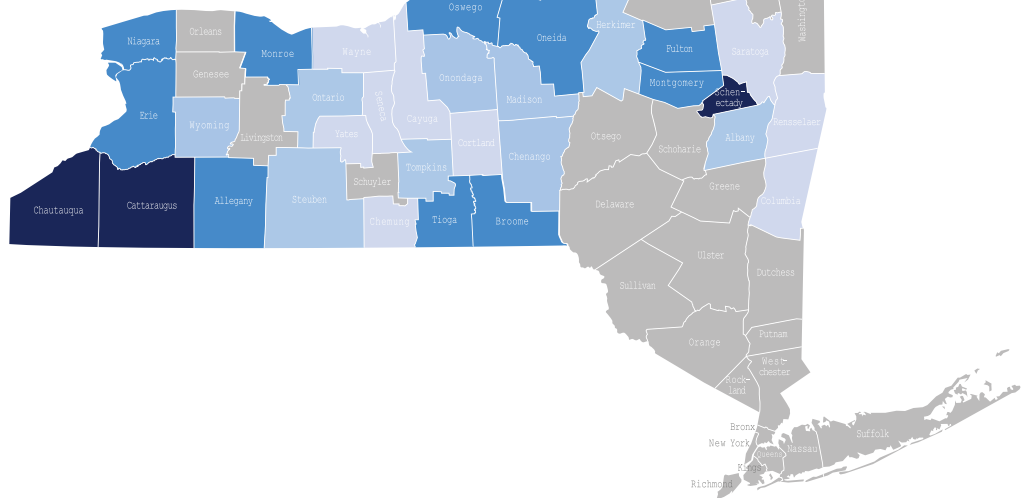 Oswego
Herkimer
Washingt
Niagara
Orleans
Monroe
Wayne
Oneida
Fulton
Saratoga
Genesee
Onondaga
Montgomery
Ontario
Seneca
Madison
Schen-
ectady
Erie
Wyoming
Livingston
Yates
Cayuga
Cortland
Chenango
Otsego
Schoharie
Albany
Rensselaer
Tompkins
Schuyler
Chautauqua
Cattaraugus
Allegany
Steuben
Chemung
Tioga
Broome
Delaware
Greene
Columbia
Ulster
Sullivan
Dutchess
Orange
Putnam
West-
chester
Rock-
land
Bronx
New York
Queens
Nassau
Suffolk
Kings
Richmond